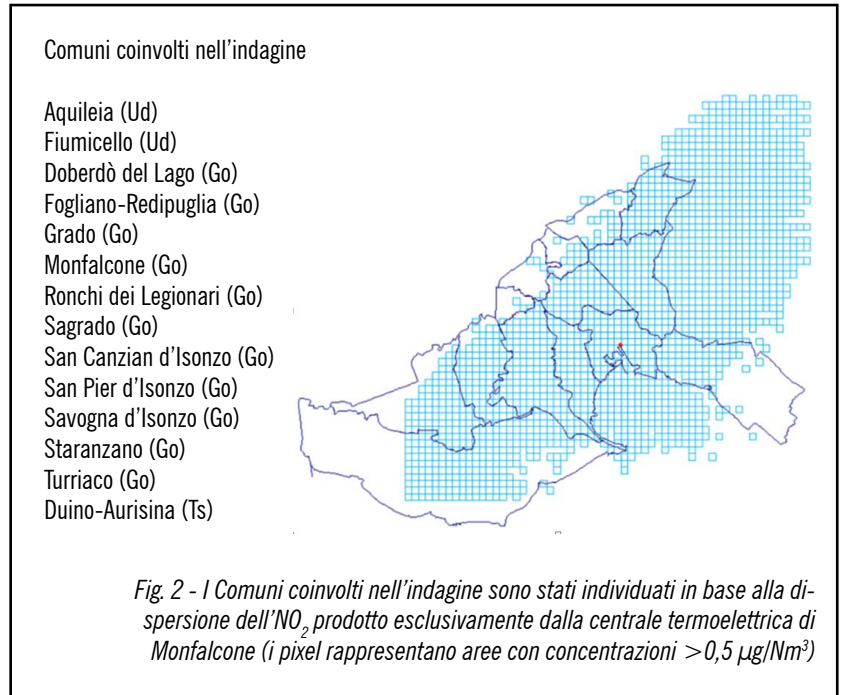 Comuni coinvolti nell’indagine
Aquileia (Ud)
Fiumicello (Ud)
Doberdò del Lago (Go)
Fogliano-Redipuglia (Go)
Grado (Go)
Monfalcone (Go)
Ronchi dei Legionari (Go)
Sagrado (Go)
San Canzian d’Isonzo (Go)
San Pier d’Isonzo (Go)
Savogna d’Isonzo (Go)
Staranzano (Go)
Turriaco (Go)
Duino-Aurisina (Ts)
Fig. 2 - I Comuni coinvolti nell’indagine sono stati individuati in base alla di-
spersione dell’NO₂ prodotto esclusivamente dalla centrale termoelettrica di
Monfalcone (i pixel rappresentano aree con concentrazioni >0,5 µg/Nm³)